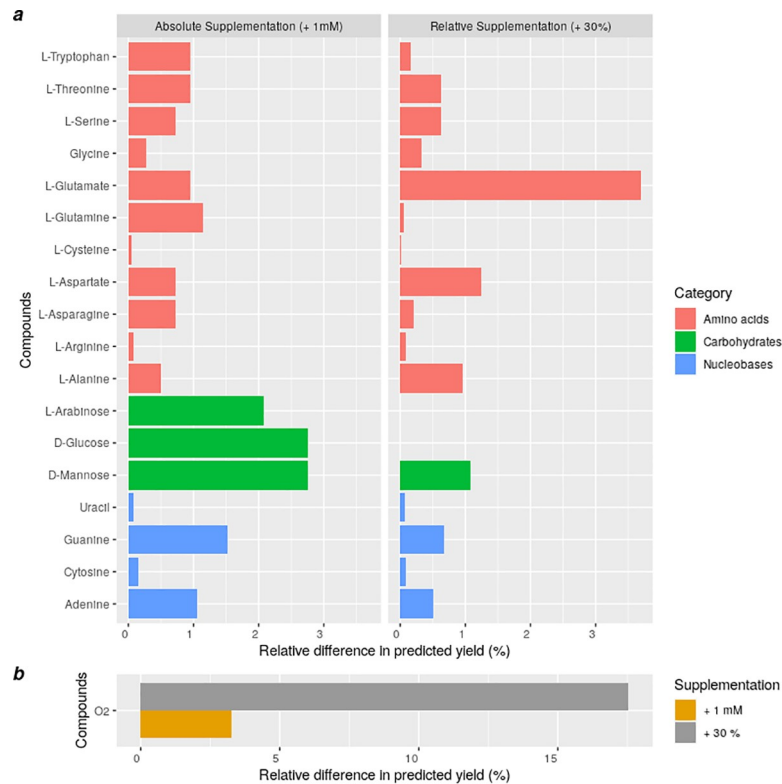 a
Absolute Supplementation (+ 1mM)
Relative Supplementation (+ 30%)
Compounds
L-Tryptophan
L-Threonine
L-Serine
Glycine
L-Glutamate
L-Glutamine
L-Cysteine
L-Aspartate
L-Asparagine
L-Arginine
L-Alanine
L-Arabinose
D-Glucose
D-Mannose
Uracil
Guanine
Cytosine
Adenine
0 1 2 3
0 1 2 3
Relative difference in predicted yield (%)
Category
Amino acids
Carbohydrates
Nucleobases
b
Compounds
O2
0 5 10 15
Relative difference in predicted yield (%)
Supplementation
+ 1 mM
+ 30 %